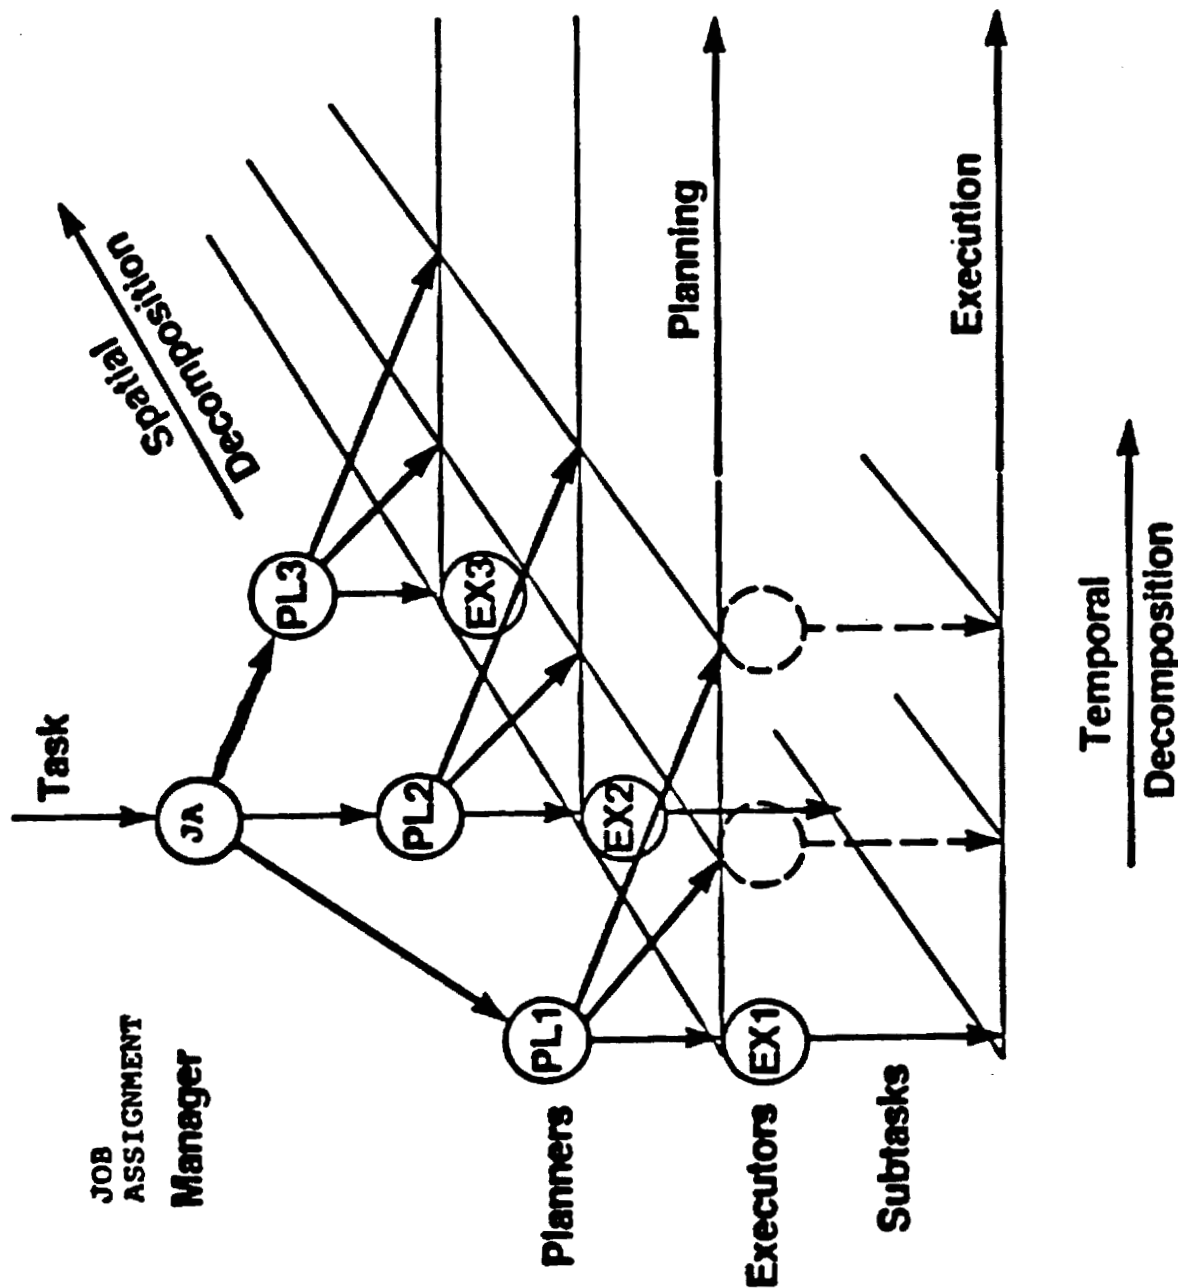 JOB
ASSIGNMENT
Manager
Task
JA
Spatial
Decomposition
Planners
PL1
PL2
PL3
Executors
EX1
EX2
EX3
Planning
Subtasks
Execution
Temporal
Decomposition